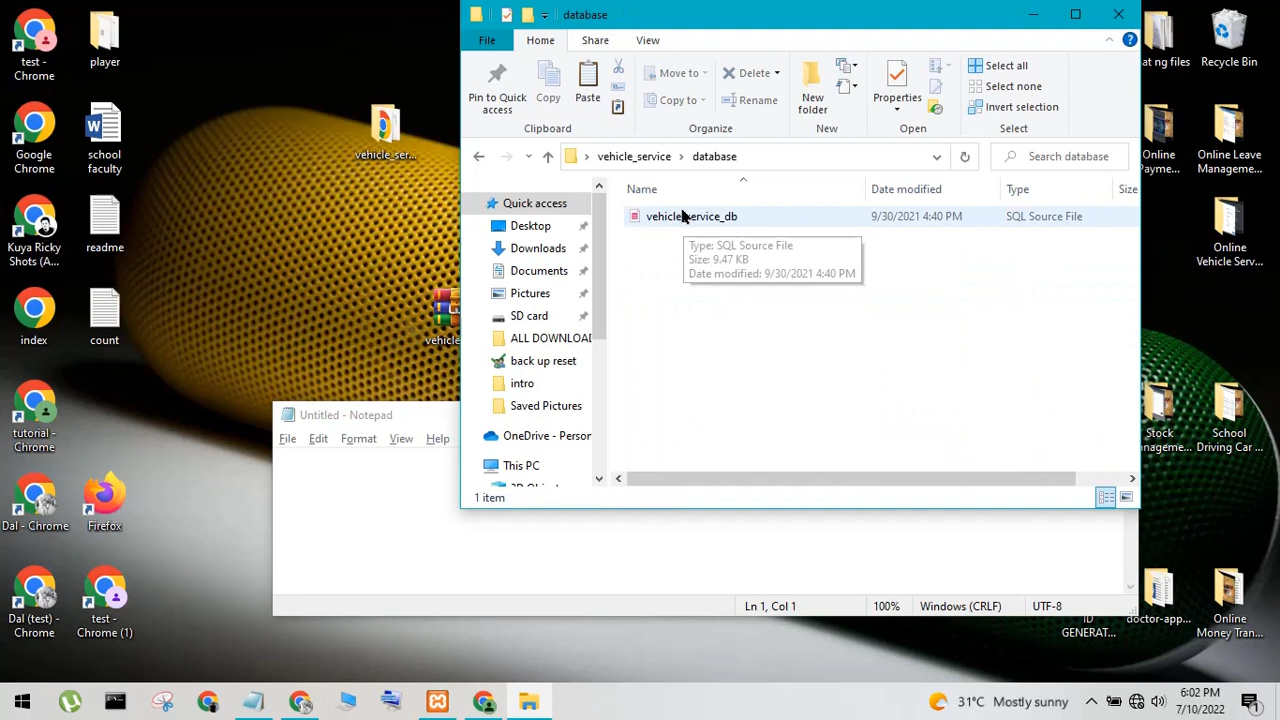 test - Chrome
player
Google Chrome
school faculty
Kuya Ricky Shots (A...
readme
index
count
tutorial - Chrome
Dal - Chrome
Firefox
Dal (test) - Chrome
test - Chrome (1)
vehicle_ser...
database
File
Home
Share
View
Pin to Quick access
Copy
Paste
Clipboard
Move to
Copy to
Delete
Rename
Organize
New folder
New
Properties
Open
Select all
Select none
Invert selection
Select
vehicle_service
database
Search database
Name
Date modified
Type
Size
vehicle_service_db
9/30/2021 4:40 PM
SQL Source File
Type: SQL Source File
Size: 9.47 KB
Date modified: 9/30/2021 4:40 PM
Quick access
Desktop
Downloads
Documents
Pictures
SD card
ALL DOWNLOA
back up reset
intro
Saved Pictures
OneDrive - Person
This PC
1 item
Untitled - Notepad
File
Edit
Format
View
Help
Ln 1, Col 1
100%
Windows (CRLF)
UTF-8
Recycle Bin
Online Payment...
Online Leave Manageme...
Online Vehicle Serv...
Stock
School Driving Car ...
ID GENERAT...
doctor-app...
Online Money Tran...
31°C Mostly sunny
6:02 PM
7/10/2022